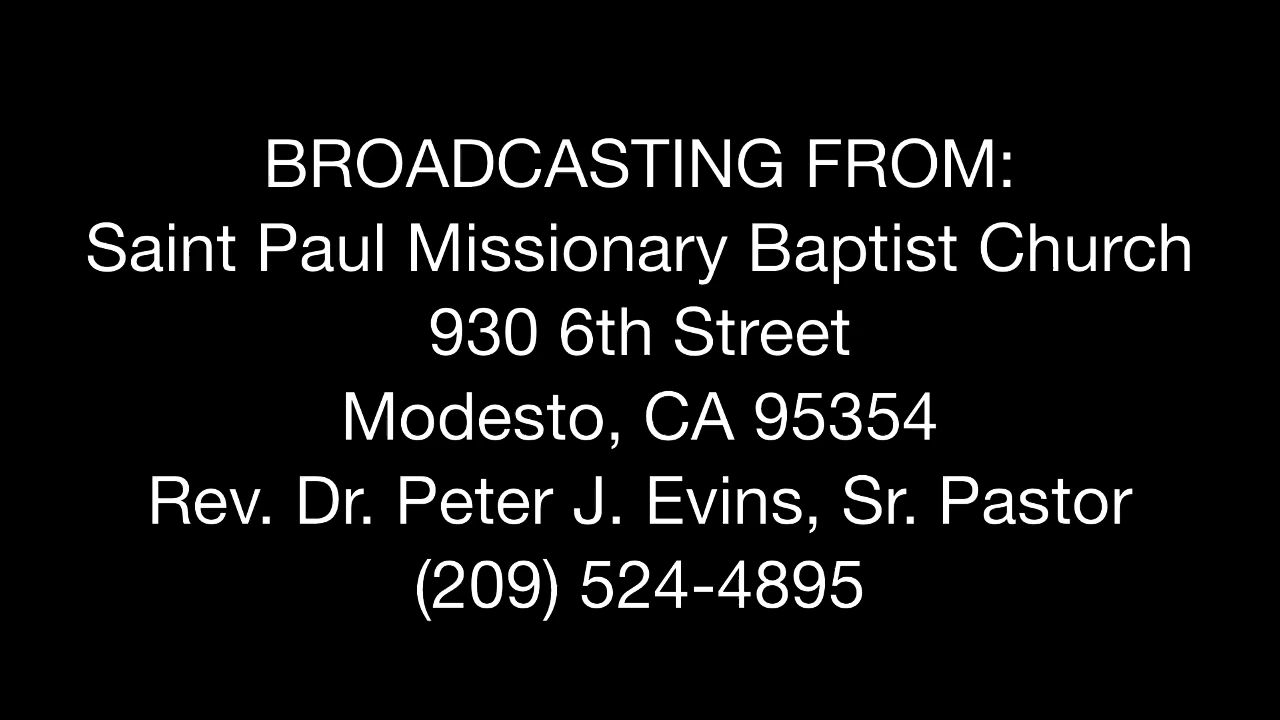 BROADCASTING FROM:
Saint Paul Missionary Baptist Church
930 6th Street
Modesto, CA 95354
Rev. Dr. Peter J. Evins, Sr. Pastor
(209) 524-4895